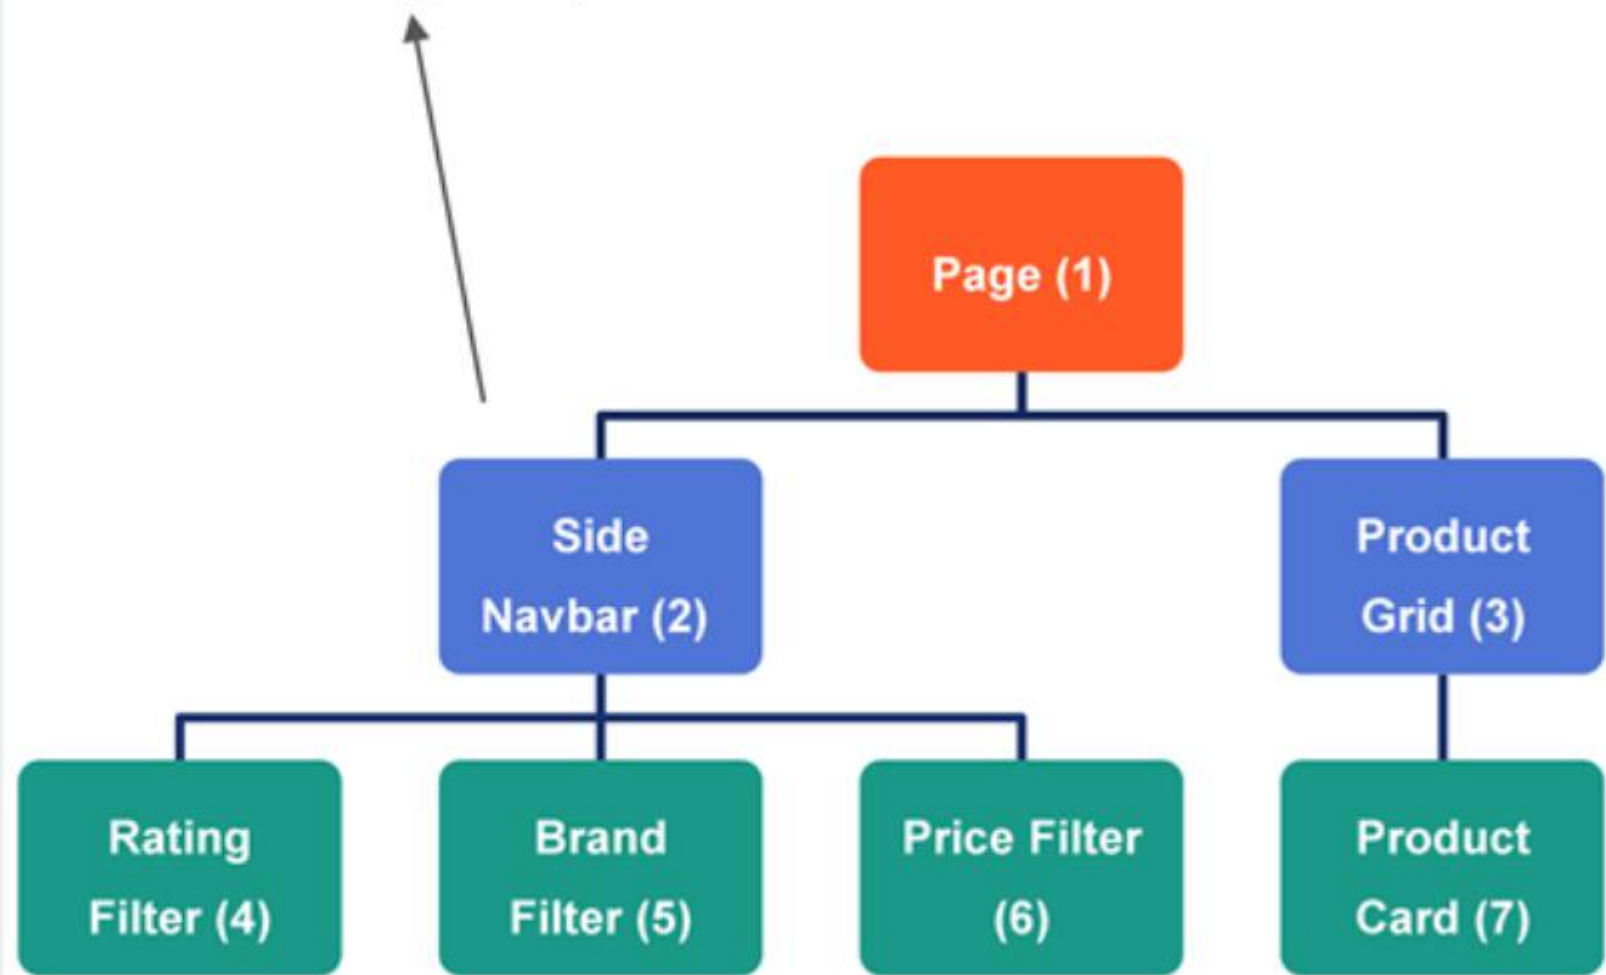 Page (1)
Side
Navbar (2)
Product
Grid (3)
Rating
Filter (4)
Brand
Filter (5)
Price Filter
(6)
Product
Card (7)